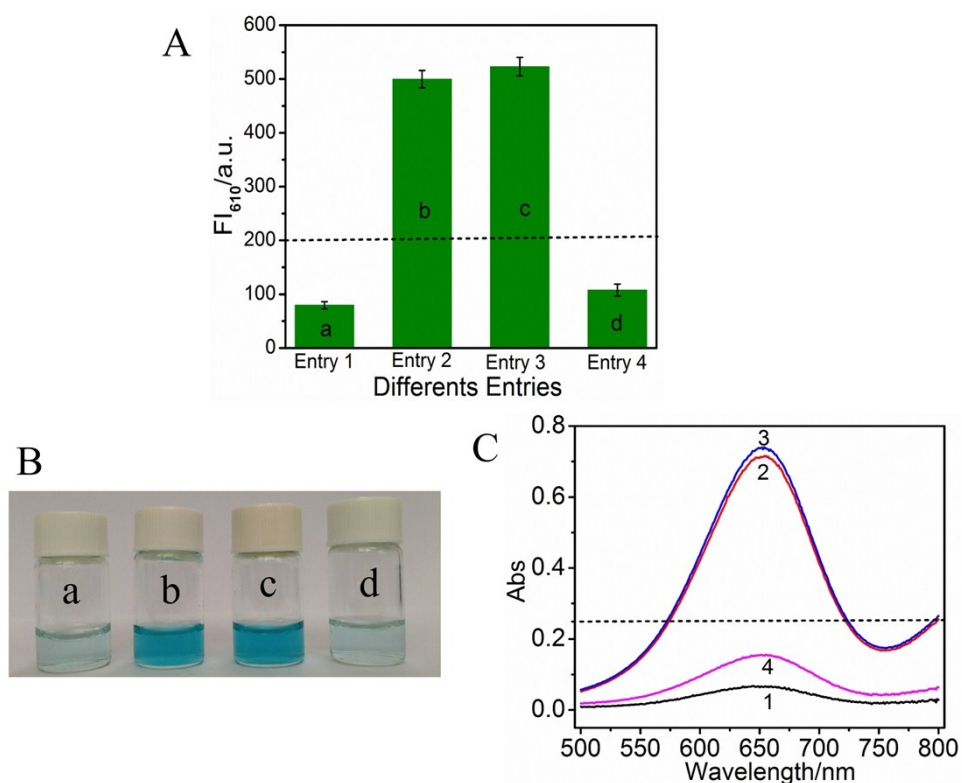 A
600
500
400
300
200
100
0
FI610/a.u.
a
b
c
d
Entry 1 Entry 2 Entry 3 Entry 4
Differents Entries
B
a b c d
C
0.8
0.6
0.4
0.2
0.0
Abs
3
2
4
1
500 550 600 650 700 750 800
Wavelength/nm